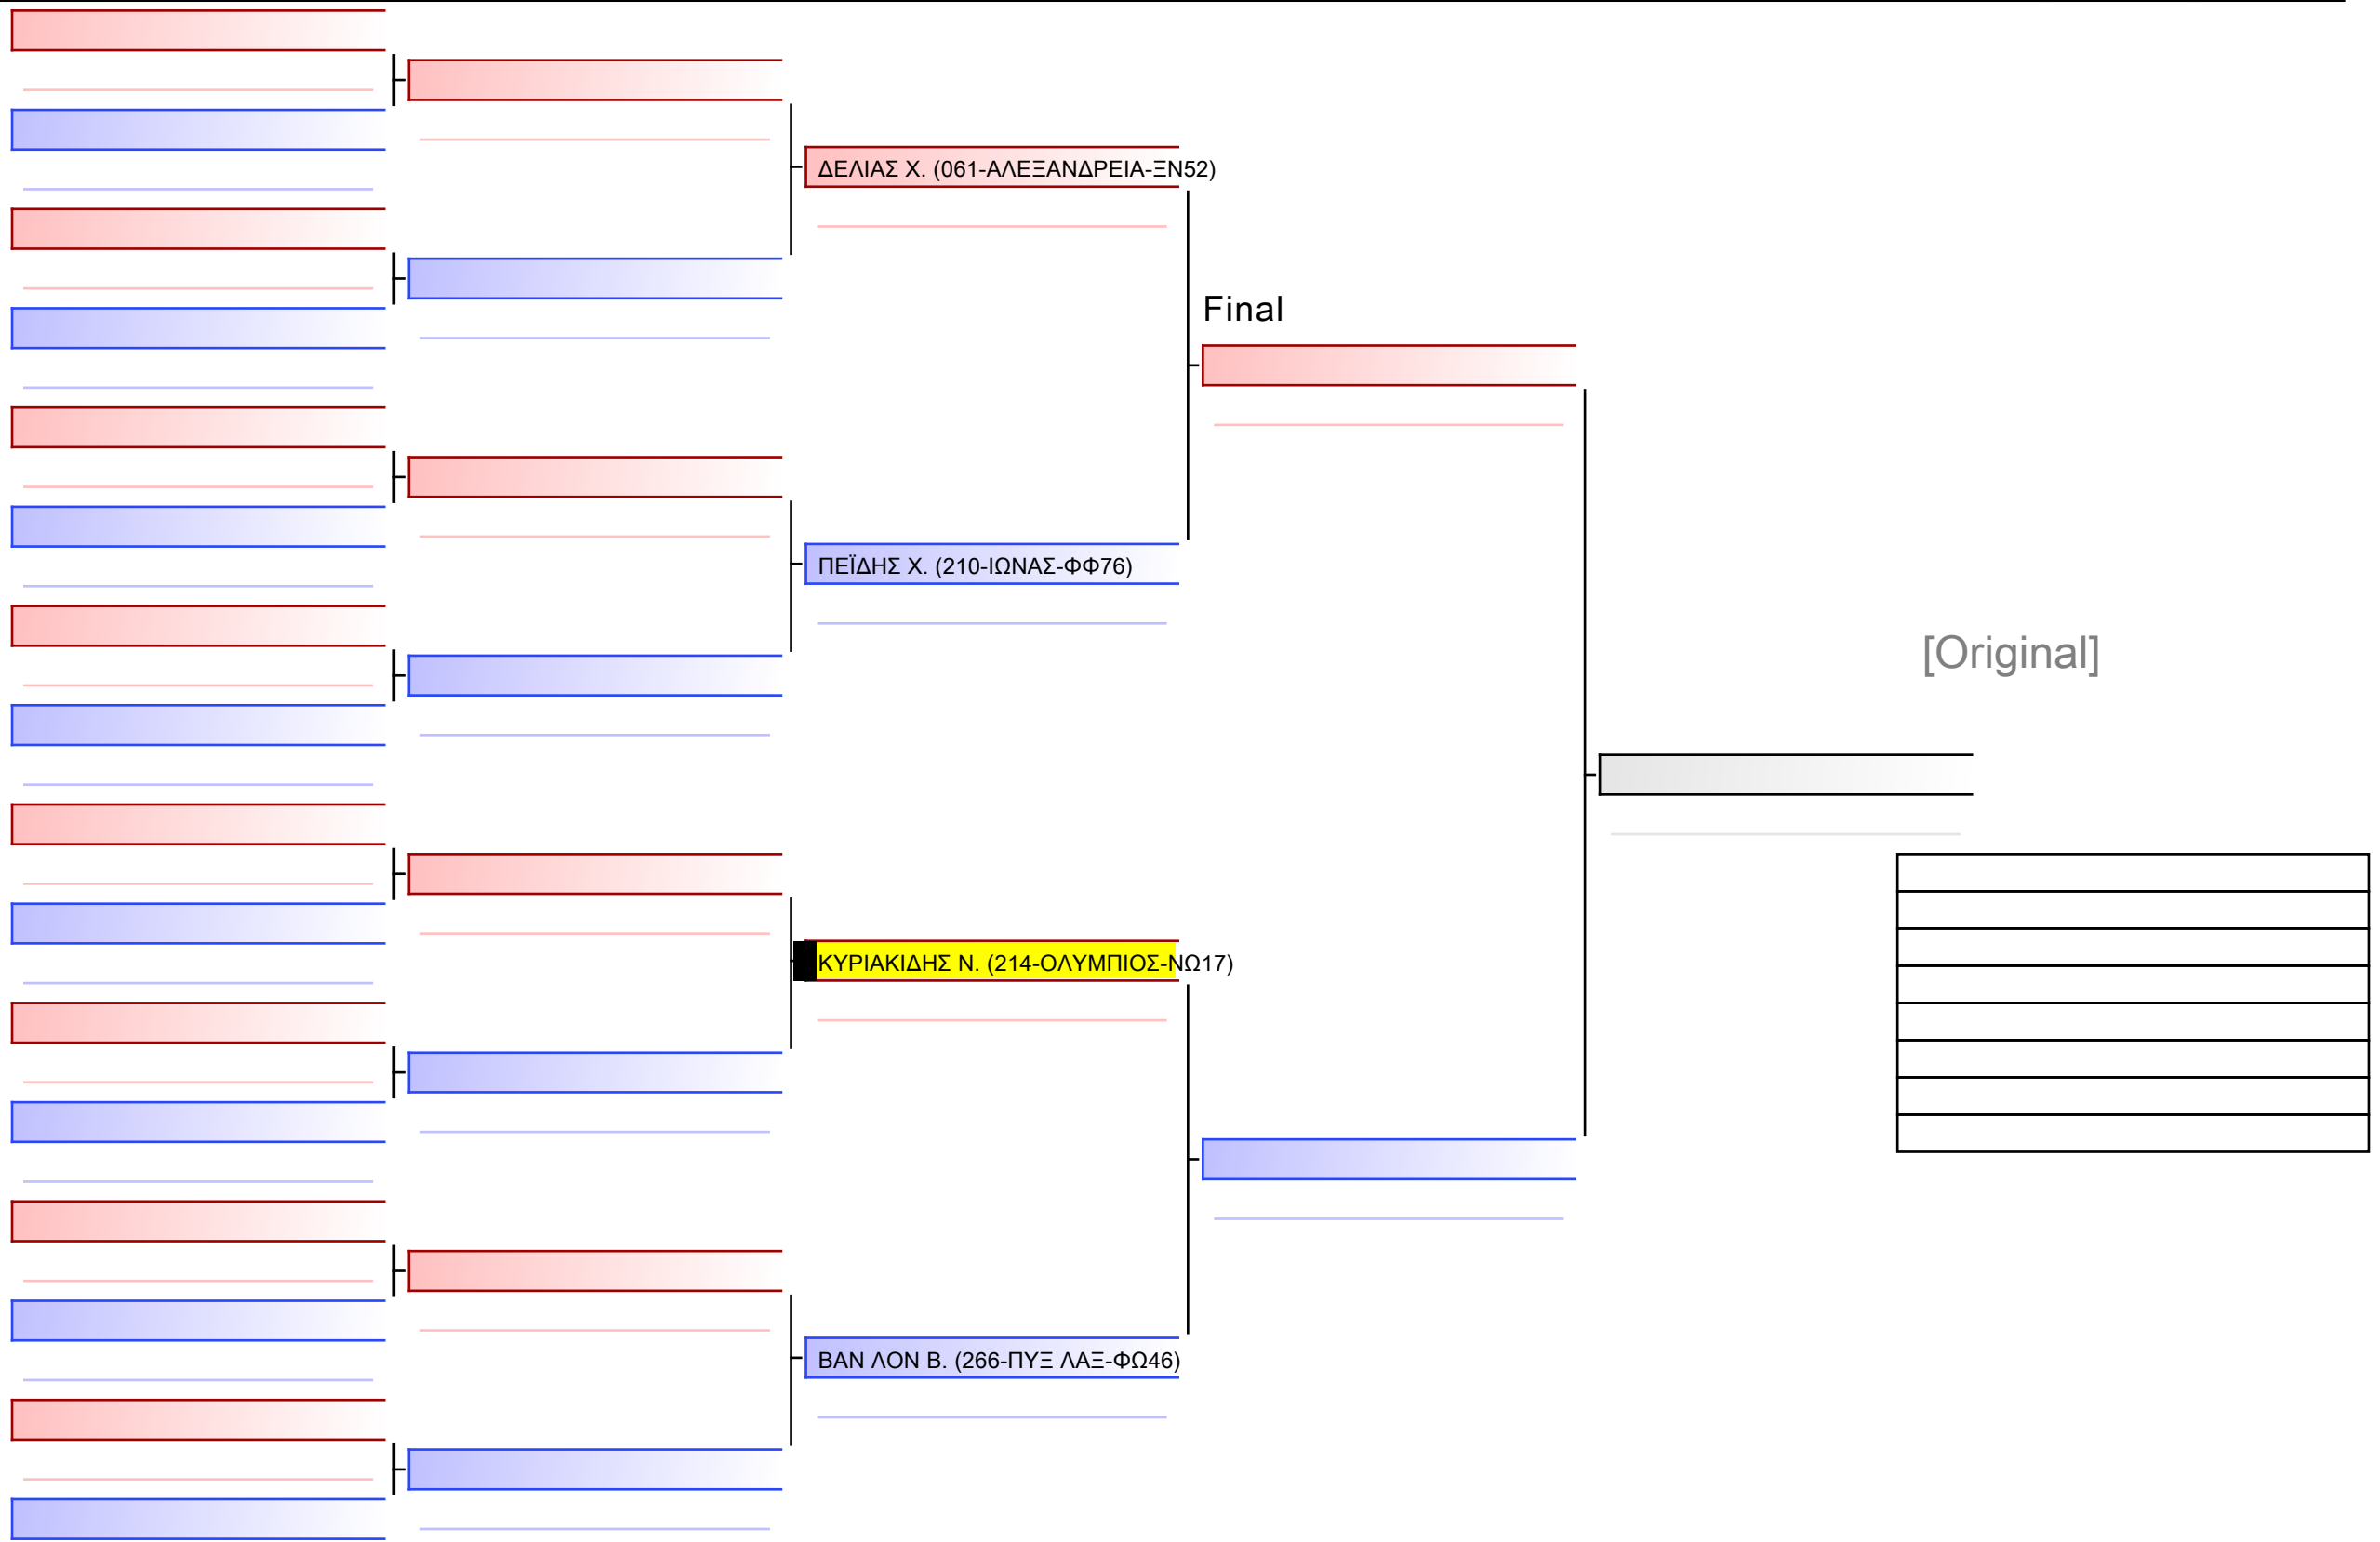 ΔΕΛΙΑΣ Χ. (061-ΑΛΕΞΑΝΔΡΕΙΑ-ΞΝ52)
Final
ΠΕΪΔΗΣ Χ. (210-ΙΩΝΑΣ-ΦΦ76)
[Original]
ΚΥΡΙΑΚΙΔΗΣ Ν. (214-ΟΛΥΜΠΙΟΣ-ΝΩ17)
ΒΑΝ ΛΟΝ Β. (266-ΠΥΞ ΛΑΞ-ΦΩ46)